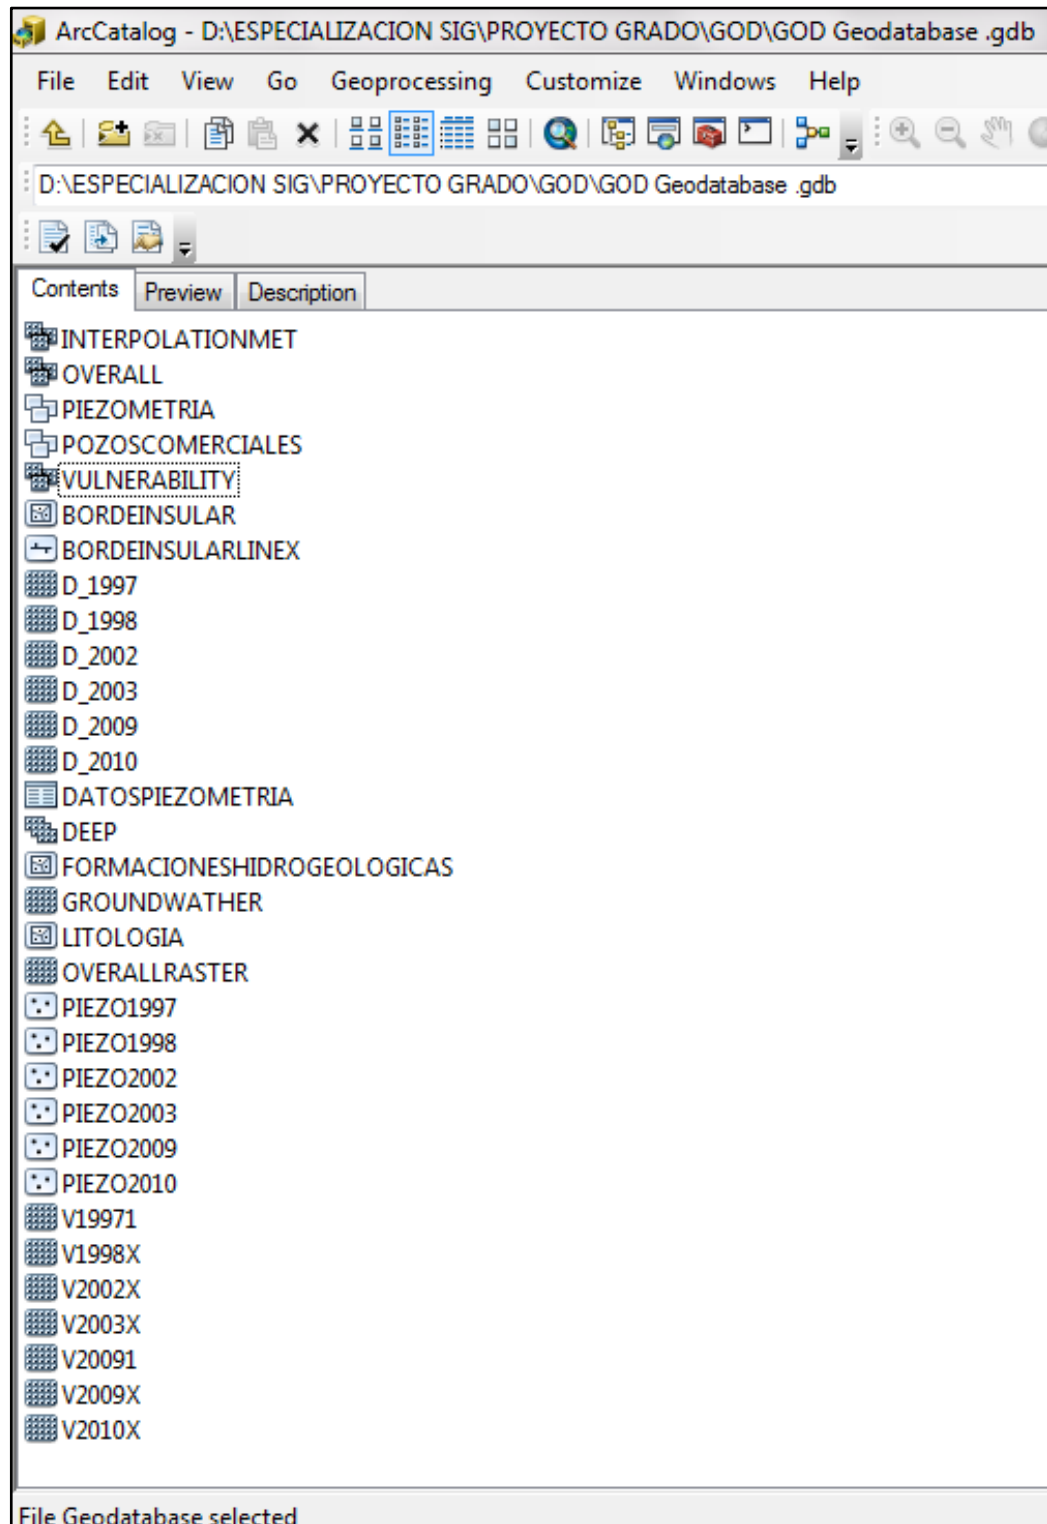 ArcCatalog - D:\ESPECIALIZACION SIG\PROYECTO GRADO\GOD\GOD Geodatabase .gdb
File Edit View Go Geoprocessing Customize Windows Help
D:\ESPECIALIZACION SIG\PROYECTO GRADO\GOD\GOD Geodatabase .gdb
Contents Preview Description
INTERPOLATIONMET
OVERALL
PIEZOMETRIA
POZOSCOMERCIALES
VULNERABILITY
BORDEINSULAR
BORDEINSULARLINEX
D_1997
D_1998
D_2002
D_2003
D_2009
D_2010
DATOSPIEZOMETRIA
DEEP
FORMACIONESHIDROGEOLOGICAS
GROUNDWATHER
LITOLOGIA
OVERALLRASTER
PIEZO1997
PIEZO1998
PIEZO2002
PIEZO2003
PIEZO2009
PIEZO2010
V19971
V1998X
V2002X
V2003X
V20091
V2009X
V2010X
File Geodatabase selected